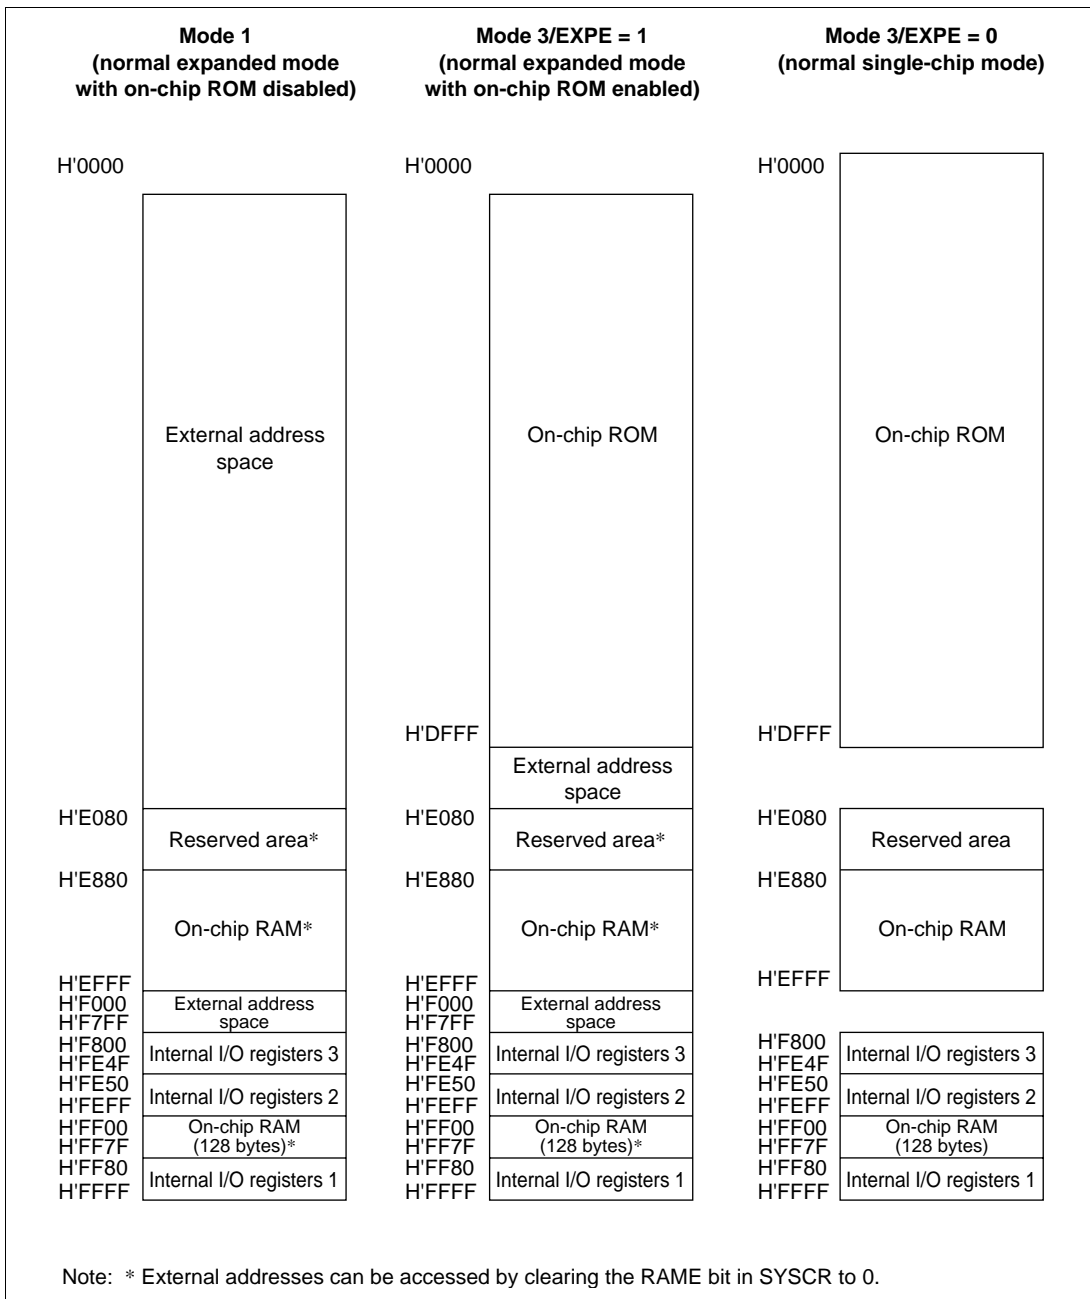 Mode 1
(normal expanded mode
with on-chip ROM disabled)
H'0000
External address
space
H'E080
Reserved area*
H'E880
On-chip RAM*
H'EFFF
H'F000
External address
space
H'F7FF
H'F800
Internal I/O registers 3
H'FE4F
H'FE50
Internal I/O registers 2
H'FEFF
H'FF00
On-chip RAM
(128 bytes)*
H'FF7F
H'FF80
Internal I/O registers 1
H'FFFF
Mode 3/EXPE = 1
(normal expanded mode
with on-chip ROM enabled)
H'0000
On-chip ROM
H'DFFF
External address
space
H'E080
Reserved area*
H'E880
On-chip RAM*
H'EFFF
H'F000
External address
space
H'F7FF
H'F800
Internal I/O registers 3
H'FE4F
H'FE50
Internal I/O registers 2
H'FEFF
H'FF00
On-chip RAM
(128 bytes)*
H'FF7F
H'FF80
Internal I/O registers 1
H'FFFF
Mode 3/EXPE = 0
(normal single-chip mode)
H'0000
On-chip ROM
H'DFFF
H'E080
Reserved area
H'E880
On-chip RAM
H'EFFF
H'F800
Internal I/O registers 3
H'FE4F
H'FE50
Internal I/O registers 2
H'FEFF
H'FF00
On-chip RAM
(128 bytes)
H'FF7F
H'FF80
Internal I/O registers 1
H'FFFF
Note: * External addresses can be accessed by clearing the RAME bit in SYSCR to 0.